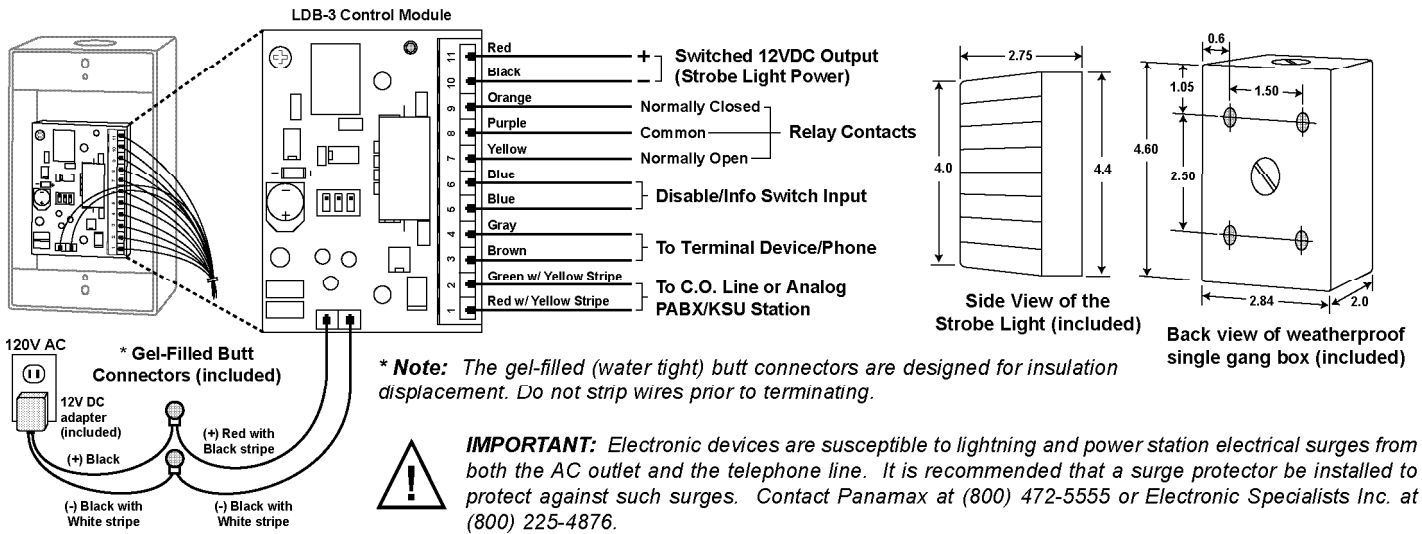 LDB-3 Control Module
11
Red
+
Switched 12VDC Output
10
Black
–
(Strobe Light Power)
9
Orange
Normally Closed
8
Purple
Common
Relay Contacts
7
Yellow
Normally Open
6
Blue
5
Blue
Disable/Info Switch Input
4
Gray
3
Brown
To Terminal Device/Phone
2
Green w/ Yellow Stripe
To C.O. Line or Analog
1
Red w/ Yellow Stripe
PABX/KSU Station
+
–
2.75
4.0
4.4
Side View of the
Strobe Light (included)
0.6
1.05
1.50
4.60
2.50
2.84
2.0
Back view of weatherproof
single gang box (included)
120V AC
* Gel-Filled Butt
Connectors (included)
12V DC
adapter
(included)
(+) Black
(+) Red with
Black stripe
(-) Black with
White stripe
(-) Black with
White stripe
* Note: The gel-filled (water tight) butt connectors are designed for insulation
displacement. Do not strip wires prior to terminating.
!
IMPORTANT: Electronic devices are susceptible to lightning and power station electrical surges from
both the AC outlet and the telephone line. It is recommended that a surge protector be installed to
protect against such surges. Contact Panamax at (800) 472-5555 or Electronic Specialists Inc. at
(800) 225-4876.